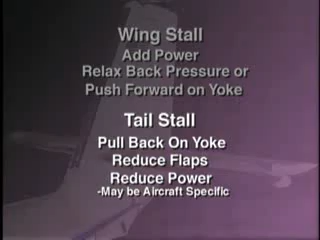 Wing Stall
Add Power
Relax Back Pressure or
Push Forward on Yoke
Tail Stall
Pull Back On Yoke
Reduce Flaps
Reduce Power
-May be Aircraft Specific